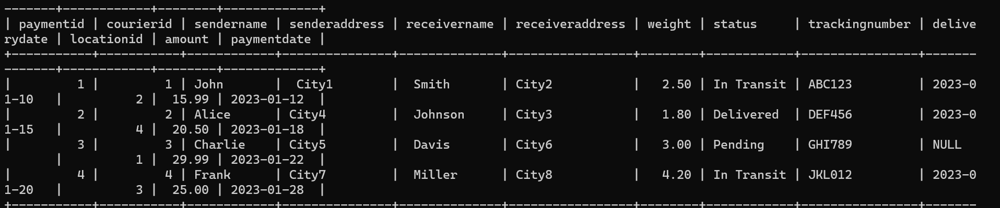 -------+------------+--------+-------------+
| paymentid | courierid | sendername | senderaddress | receivername | receiveraddress | weight | status     | trackingnumber | delive
rydate | locationid | amount | paymentdate |
+-----------+-----------+------------+---------------+--------------+-----------------+--------+------------+----------------+-------
-------+------------+--------+-------------+
|         1 |         1 | John       |  City1        |  Smith       | City2           |   2.50 | In Transit | ABC123         | 2023-0
1-10   |          2 |  15.99 | 2023-01-12  |
|         2 |         2 | Alice      | City4         |  Johnson     | City3           |   1.80 | Delivered  | DEF456         | 2023-0
1-15   |          4 |  20.50 | 2023-01-18  |
|         3 |         3 | Charlie    | City5         |  Davis       | City6           |   3.00 | Pending    | GHI789         | NULL
       |          1 |  29.99 | 2023-01-22  |
|         4 |         4 | Frank      | City7         |  Miller      | City8           |   4.20 | In Transit | JKL012         | 2023-0
1-20   |          3 |  25.00 | 2023-01-28  |
+-----------+-----------+------------+---------------+--------------+-----------------+--------+------------+----------------+-------